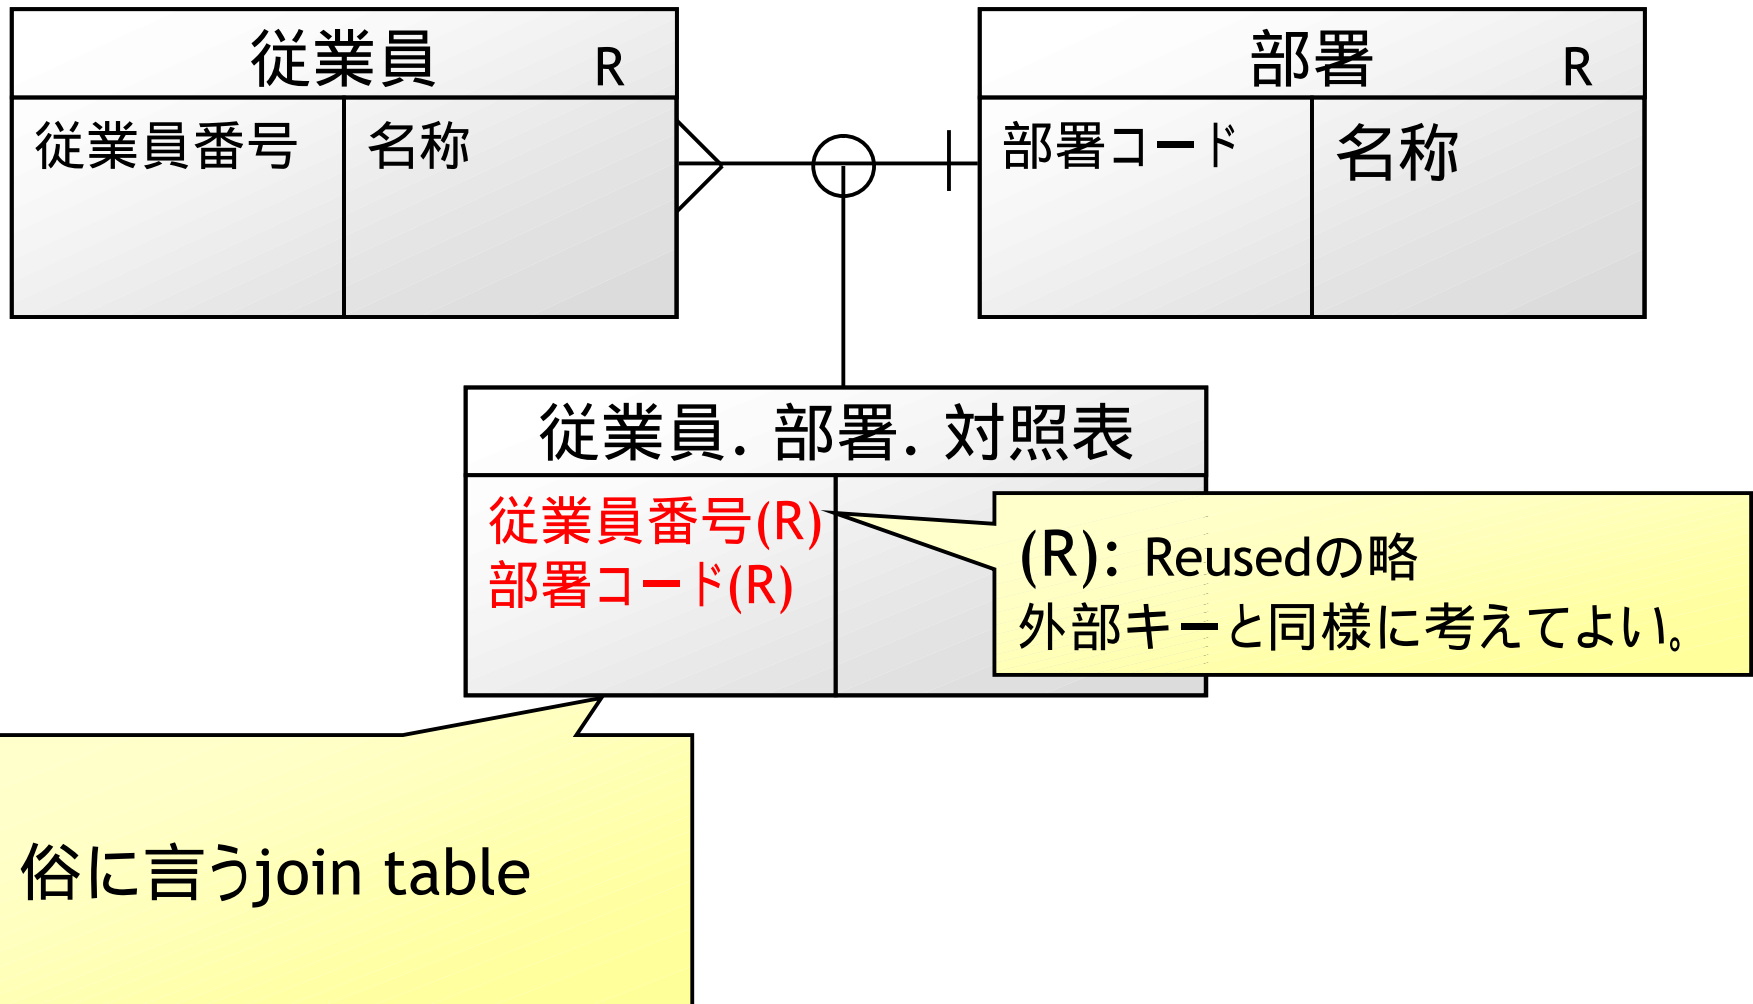 従業員 R
従業員番号 名称
部署 R
部署コード 名称
従業員. 部署. 対照表
従業員番号(R)
部署コード(R)
(R): Reusedの略
外部キーと同様に考えてよい。
俗に言うjoin table